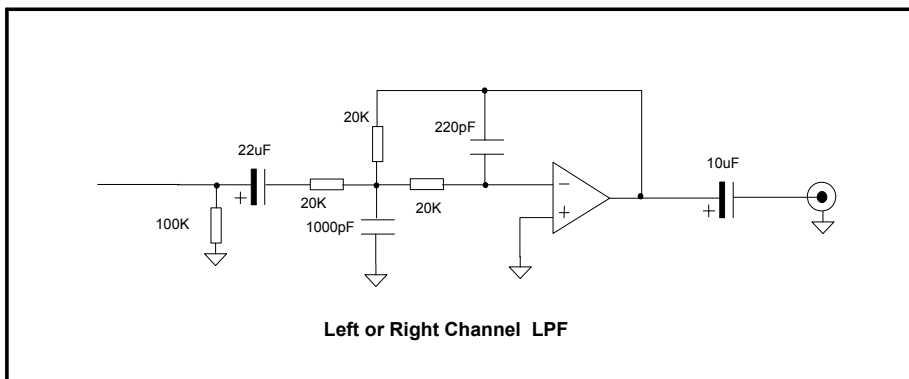 20K
220pF
22uF
10uF
+
20K
20K
−
+
+
100K
1000pF
Left or Right Channel LPF